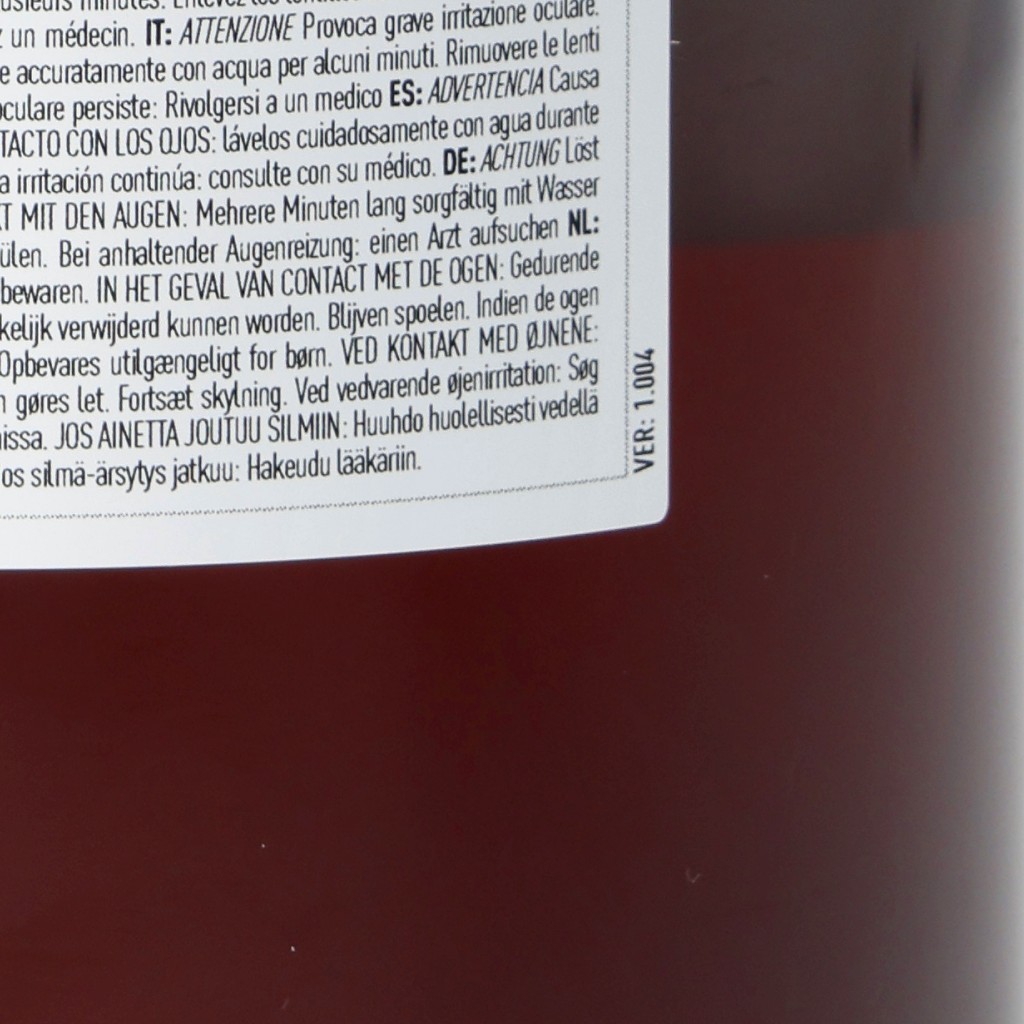 un médecin. IT: ATTENZIONE Provoca grave irritazione oculare.
e accuratamente con acqua per alcuni minuti. Rimuovere le lenti
oculare persiste: Rivolgersi a un medico ES: ADVERTENCIA Causa
TACTO CON LOS OJOS: lávelos cuidadosamente con agua durante
a irritación continúa: consulte con su médico. DE: ACHTUNG Löst
T MIT DEN AUGEN: Mehrere Minuten lang sorgfältig mit Wasser
ülen. Bei anhaltender Augenreizung: einen Arzt aufsuchen NL:
bewaren. IN HET GEVAL VAN CONTACT MET DE OGEN: Gedurende
kelijk verwijderd kunnen worden. Blijven spoelen. Indien de ogen
Opbevares utilgængeligt for børn. VED KONTAKT MED ØJNENE:
n gøres let. Fortsæt skylning. Ved vedvarende øjenirritation: Søg
issa. JOS AINETTA JOUTUU SILMIIN: Huuhdo huolellisesti vedellä
os silmä-ärsytys jatkuu: Hakeudu lääkäriin.
VER: 1.004